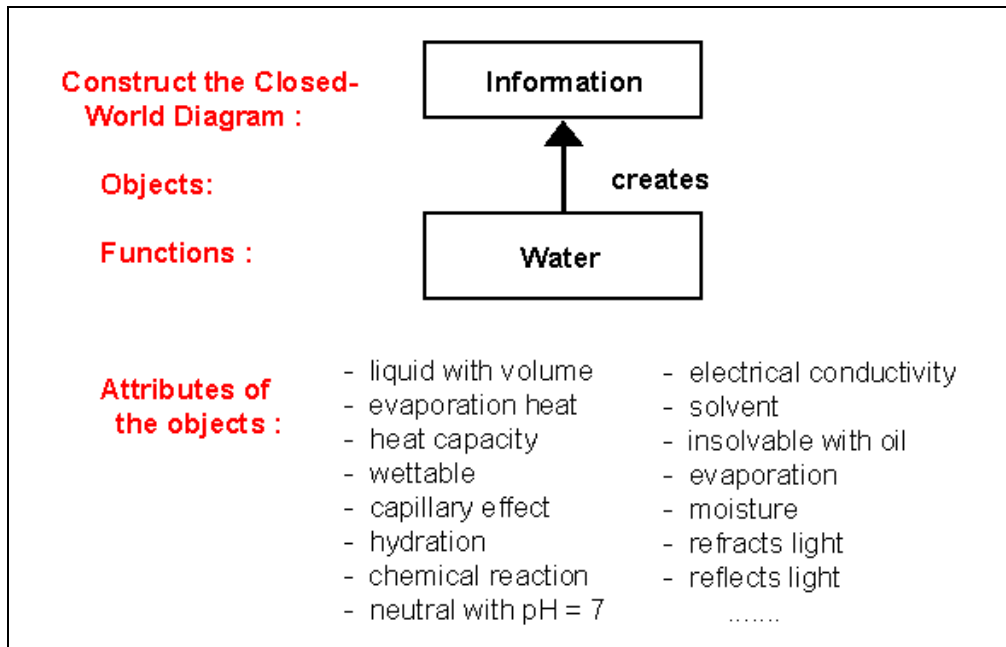 Construct the Closed-
World Diagram :
Information
creates
Objects:
Functions :
Water
Attributes of
the objects :
- liquid with volume
- evaporation heat
- heat capacity
- wettable
- capillary effect
- hydration
- chemical reaction
- neutral with pH = 7
- electrical conductivity
- solvent
- insolvable with oil
- evaporation
- moisture
- refracts light
- reflects light
.......